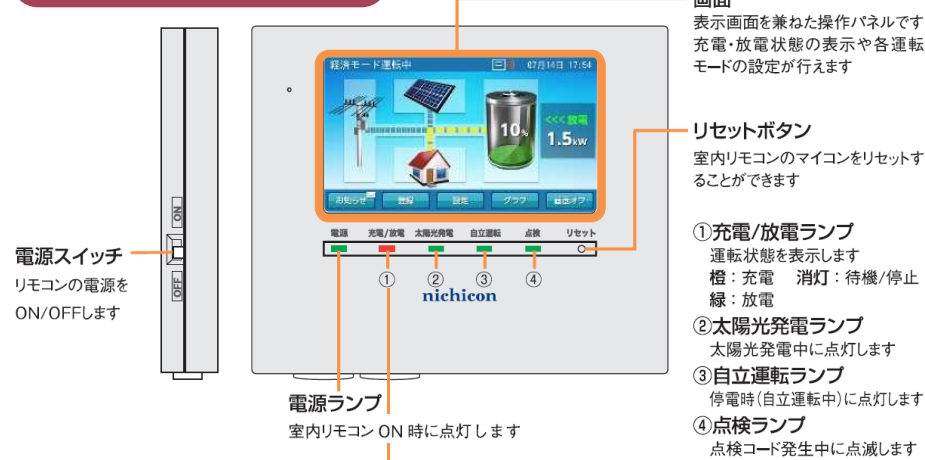 画面
表示画面を兼ねた操作パネルです
充電・放電状態の表示や各運転
モードの設定が行えます
経済モード運転中
07月14日 17:54
10%
<<< 放電
1.5kW
お知らせ 登録 設定 グラフ 画面オフ
リセットボタン
室内リモコンのマイコンをリセットす
ることができます
電源 充電/放電 太陽光発電 自立運転 点検 リセット
① ② ③ ④
nichicon
ON
OFF
電源スイッチ
リモコンの電源を
ON/OFFします
①充電/放電ランプ
運転状態を表示します
橙：充電 消灯：待機/停止
緑：放電
②太陽光発電ランプ
太陽光発電中に点灯します
③自立運転ランプ
停電時(自立運転中)に点灯します
④点検ランプ
点検コード発生中に点滅します
電源ランプ
室内リモコン ON 時に点灯します